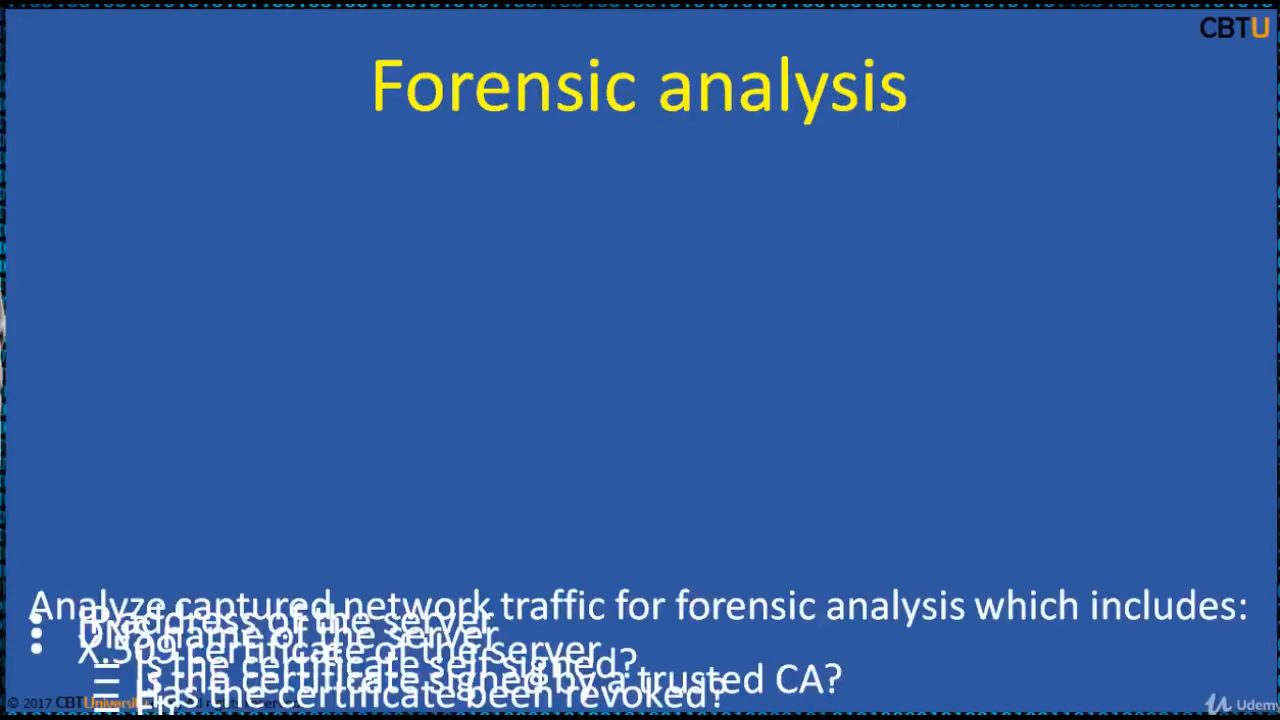 CBTU
Forensic analysis
Analyze captured network traffic for forensic analysis which includes:
• IP address of the server
• DNS name of the server
• X.509 certificate of the server
– Is the certificate self signed?
– Is the certificate signed by a trusted CA?
– Has the certificate been revoked?
© 2017 CBTUniversity
Udemy